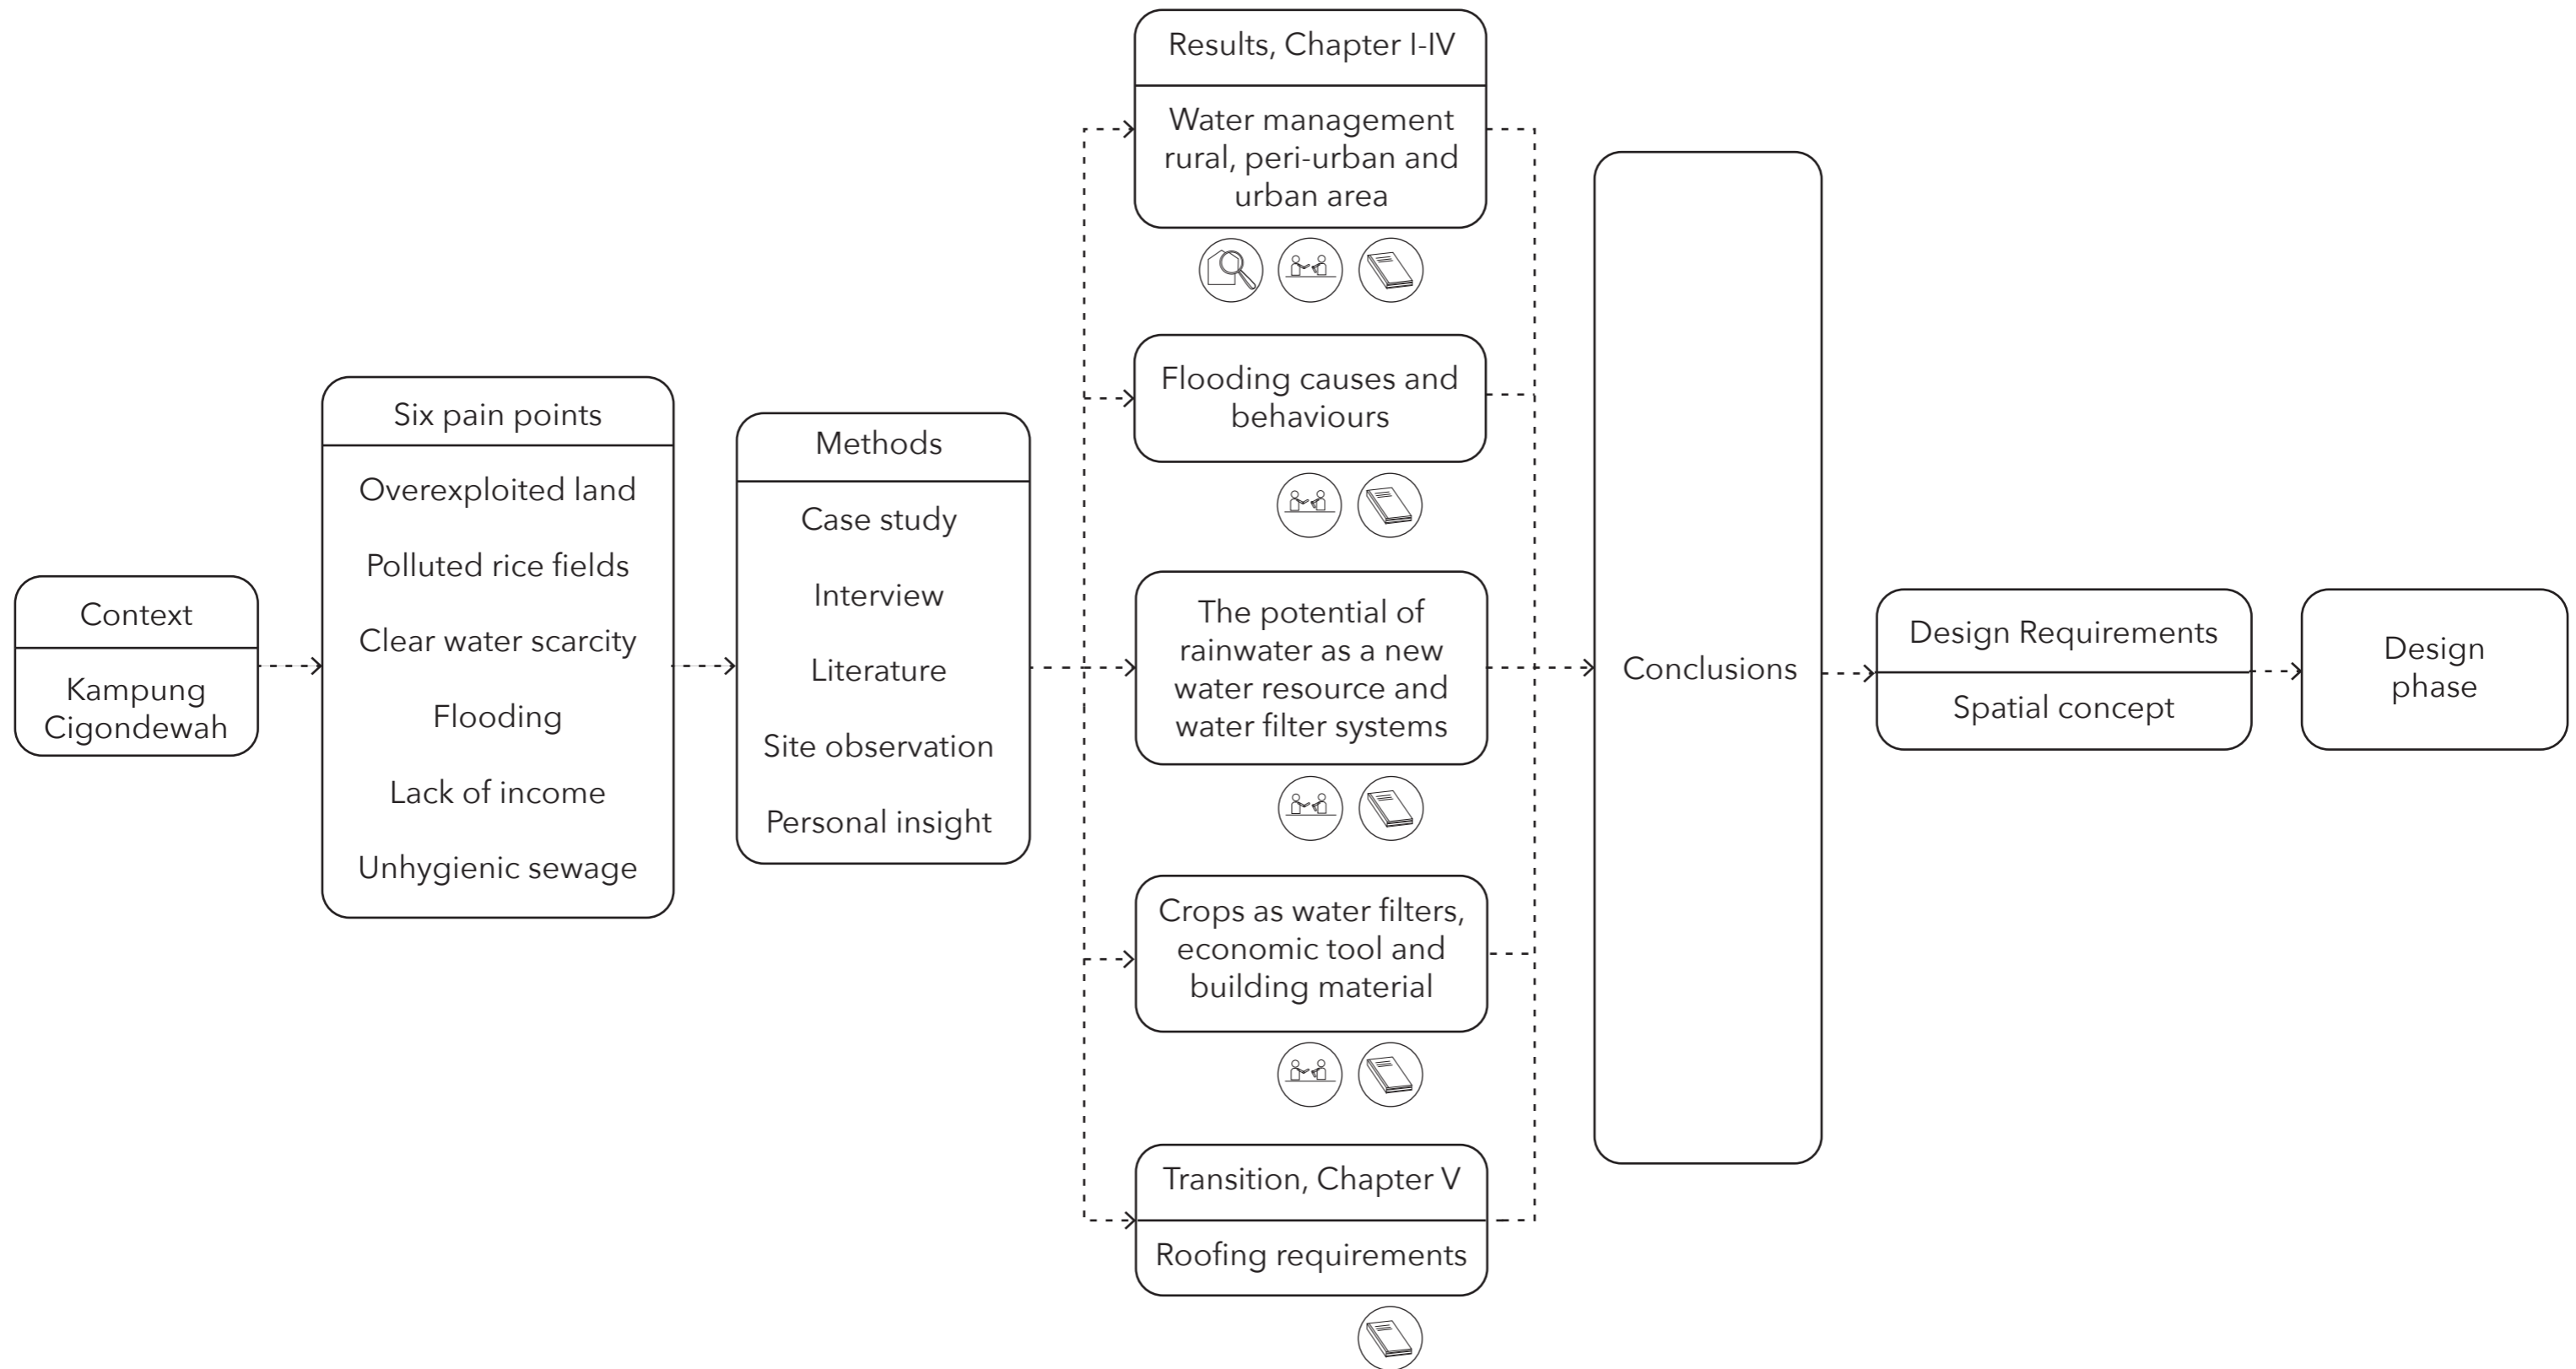 Context
Kampung
Cigondewah
Six pain points
Overexploited land
Polluted rice fields
Clear water scarcity
Flooding
Lack of income
Unhygienic sewage
Methods
Case study
Interview
Literature
Site observation
Personal insight
Results, Chapter I-IV
Water management
rural, peri-urban and
urban area
Flooding causes and
behaviours
The potential of
rainwater as a new
water resource and
water filter systems
Crops as water filters,
economic tool and
building material
Transition, Chapter V
Roofing requirements
Conclusions
Design Requirements
Spatial concept
Design
phase